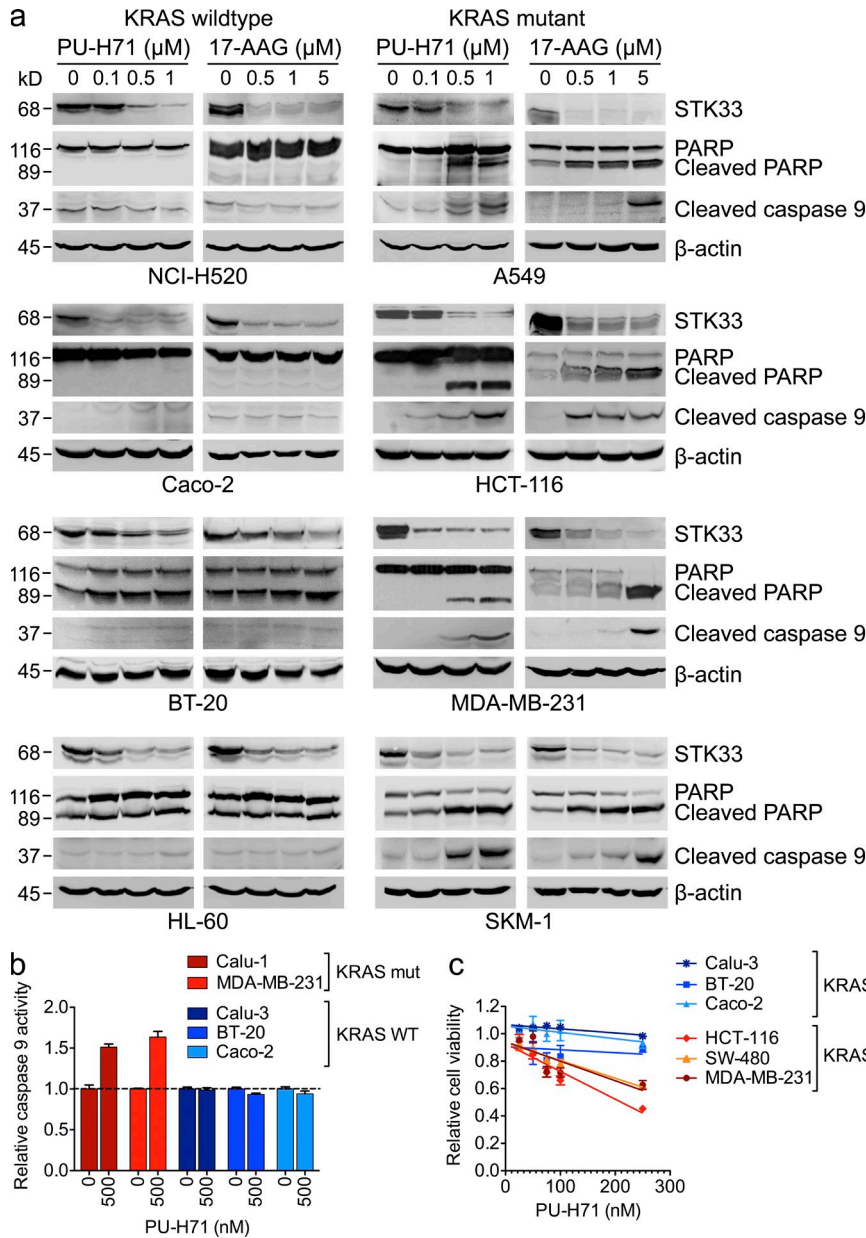 a
KRAS wildtype KRAS mutant
PU-H71 (µM) 17-AAG (µM) PU-H71 (µM) 17-AAG (µM)
kD 0 0.1 0.5 1 0 0.5 1 5 0 0.1 0.5 1 0 0.5 1 5
68 STK33
116 PARP
89 Cleaved PARP
37 Cleaved caspase 9
45 β-actin
NCI-H520 A549
68 STK33
116 PARP
89 Cleaved PARP
37 Cleaved caspase 9
45 β-actin
Caco-2 HCT-116
68 STK33
116 PARP
89 Cleaved PARP
37 Cleaved caspase 9
45 β-actin
BT-20 MDA-MB-231
68 STK33
116 PARP
89 Cleaved PARP
37 Cleaved caspase 9
45 β-actin
HL-60 SKM-1
b
Calu-1
MDA-MB-231
KRAS mut
Calu-3
BT-20
Caco-2
KRAS WT
Relative caspase 9 activity
2.0
1.5
1.0
0.5
0.0
0 500 0 500 0 500 0 500 0 500
PU-H71 (nM)
c
Calu-3
BT-20
Caco-2
KRAS
HCT-116
SW-480
MDA-MB-231
KRAS
Relative cell viability
1.2
1.0
0.8
0.6
0.4
0.2
0.0
0 100 200 300
PU-H71 (nM)